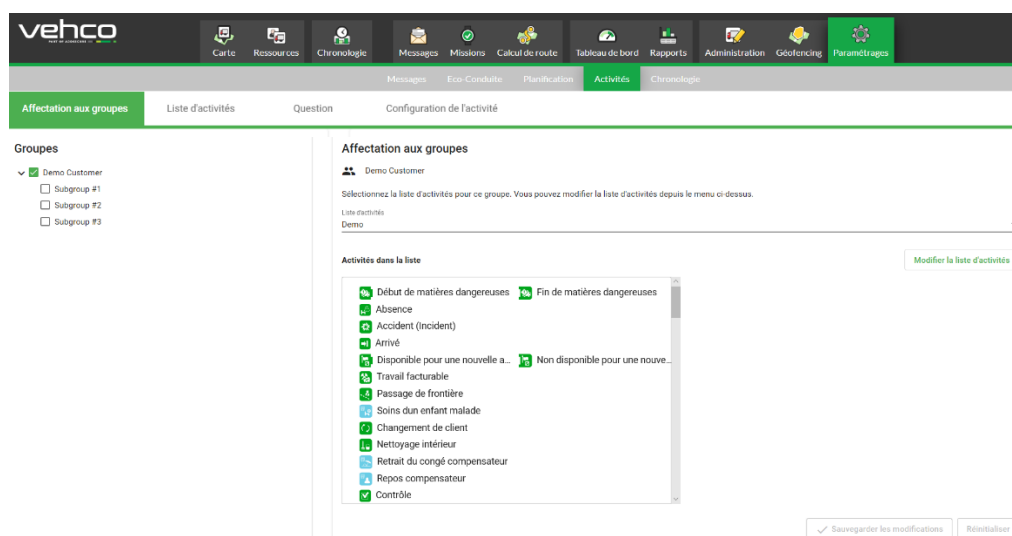 vehco
Carte Ressources Chronologie Messages Missions Calcul de route Tableau de bord Rapports Administration Géofencing Paramétrages
Messages Eco-Conduite Planification Activités Chronologie
Affectation aux groupes Liste d'activités Question Configuration de l'activité
Groupes
Demo Customer
Subgroup #1
Subgroup #2
Subgroup #3
Affectation aux groupes
Demo Customer
Sélectionnez la liste d'activités pour ce groupe. Vous pouvez modifier la liste d'activités depuis le menu ci-dessus.
Liste d'activités
Demo
Activités dans la liste
Modifier la liste d'activités
Début de matières dangereuses Fin de matières dangereuses
Absence
Accident (Incident)
Arrivé
Disponible pour une nouvelle a... Non disponible pour une nouve...
Travail facturable
Passage de frontière
Soins dun enfant malade
Changement de client
Nettoyage intérieur
Retrait du congé compensateur
Repos compensateur
Contrôle
Sauvegarder les modifications Réinitialiser